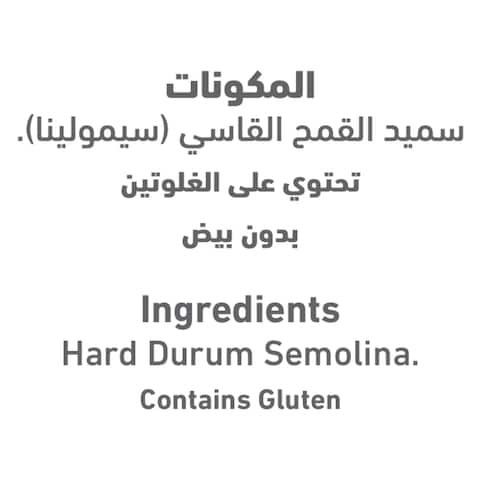 المكونات
سميد القمح القاسي (سيمولينا).
تحتوي على الغلوتين
بدون بيض
Ingredients
Hard Durum Semolina.
Contains Gluten